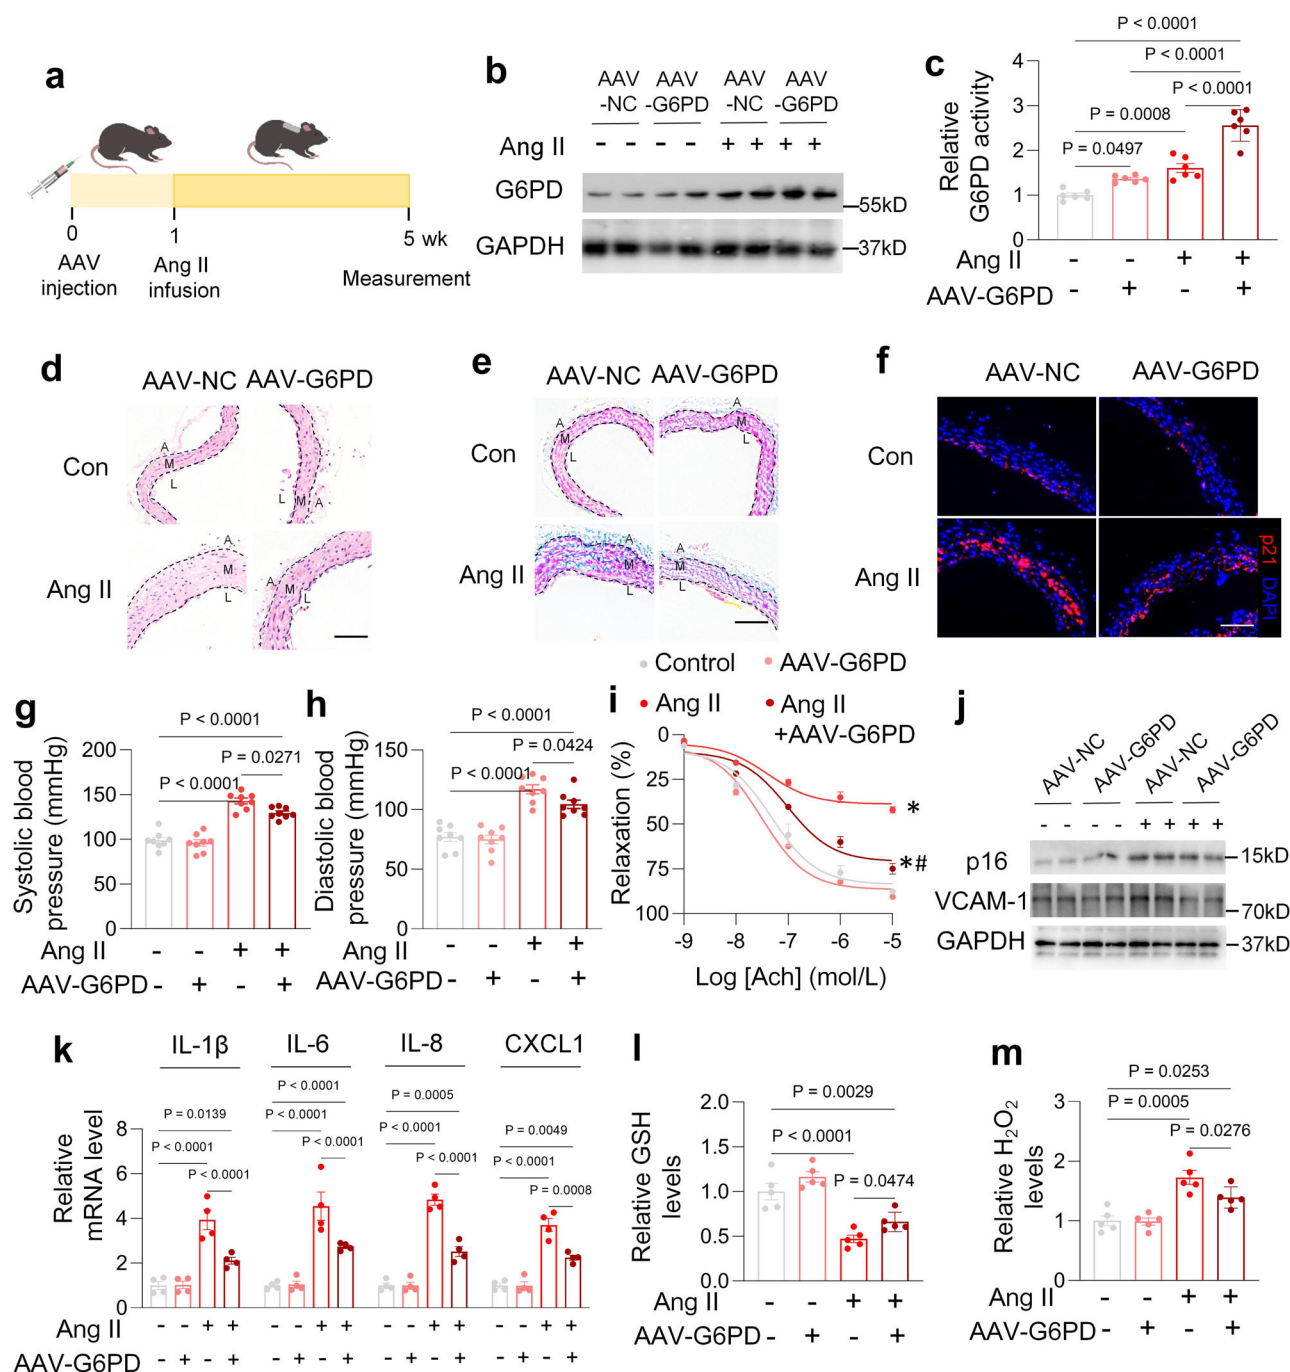 a
0
1
5 wk
AAV
injection
Ang II
infusion
Measurement
b
AAV
-NC
AAV
-G6PD
AAV
-NC
AAV
-G6PD
Ang II - - - - + + + +
G6PD
55kD
GAPDH
37kD
c
P < 0.0001
P < 0.0001
P < 0.0001
P = 0.0008
P = 0.0497
Relative
G6PD activity
4
3
2
1
0
Ang II - - + +
AAV-G6PD - + - +
d
AAV-NC AAV-G6PD
Con
A
M
L
L
M
A
Ang II
A
M
L
A
M
L
e
AAV-NC AAV-G6PD
Con
A
M
L
A
M
L
Ang II
A
M
L
A
M
L
f
AAV-NC AAV-G6PD
Con
Ang II
p21 DAPI
g
P < 0.0001
P = 0.0271
P < 0.0001
Systolic blood
pressure (mmHg)
200
150
100
50
0
Ang II - - + +
AAV-G6PD - + - +
h
P < 0.0001
P = 0.0424
P < 0.0001
Diastolic blood
pressure (mmHg)
150
100
50
0
- - + +
- + - +
i
Control AAV-G6PD
Ang II Ang II
+AAV-G6PD
Relaxation (%)
0
25
50
75
100
*
*#
-9 -8 -7 -6 -5
Log [Ach] (mol/L)
j
AAV-NC AAV-G6PD AAV-NC AAV-G6PD
- - - - + + + +
p16
15kD
VCAM-1
70kD
GAPDH
37kD
k
IL-1β IL-6 IL-8 CXCL1
P < 0.0001
P = 0.0005
P = 0.0139
P < 0.0001
P < 0.0001
P = 0.0049
P < 0.0001
P < 0.0001
P < 0.0001
P < 0.0001
P < 0.0001
P = 0.0008
Relative
mRNA level
8
6
4
2
0
Ang II - - + + - - + + - - + + - - + +
AAV-G6PD - + - + - + - + - + - + - + - +
l
P = 0.0029
P < 0.0001
P = 0.0474
Relative GSH
levels
2.0
1.5
1.0
0.5
0.0
Ang II - - + +
AAV-G6PD - + - +
m
P = 0.0253
P = 0.0005
P = 0.0276
Relative H₂O₂
levels
3
2
1
0
Ang II - - + +
AAV-G6PD - + - +